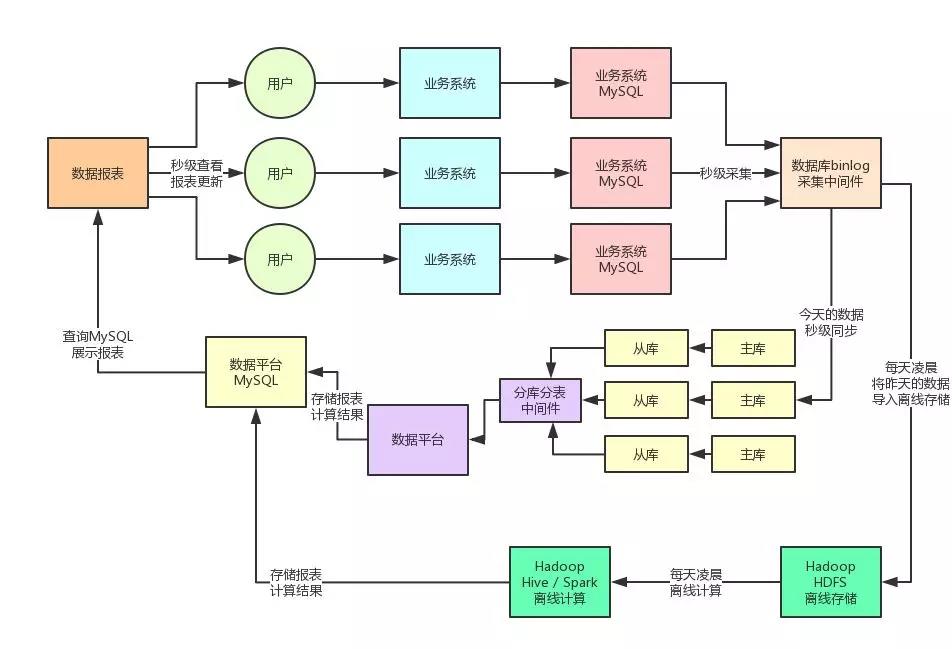 用户
业务系统
业务系统
MySQL
数据报表
秒级查看
报表更新
用户
业务系统
业务系统
MySQL
秒级采集
数据库binlog
采集中间件
用户
业务系统
业务系统
MySQL
今天的数据
秒级同步
查询MySQL
展示报表
数据平台
MySQL
存储报表
计算结果
数据平台
分库分表
中间件
从库
主库
从库
主库
从库
主库
每天凌晨
将昨天的数据
导入离线存储
存储报表
计算结果
Hadoop
Hive / Spark
离线计算
每天凌晨
离线计算
Hadoop
HDFS
离线存储